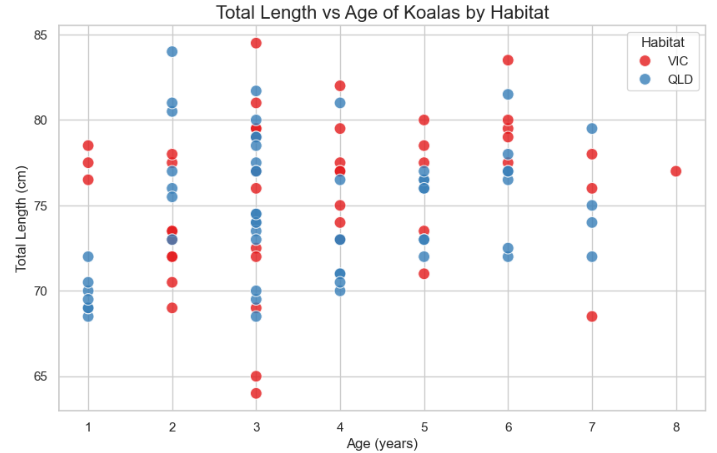 Total Length vs Age of Koalas by Habitat
Habitat
VIC
QLD
Total Length (cm)
85
80
75
70
65
1 2 3 4 5 6 7 8
Age (years)